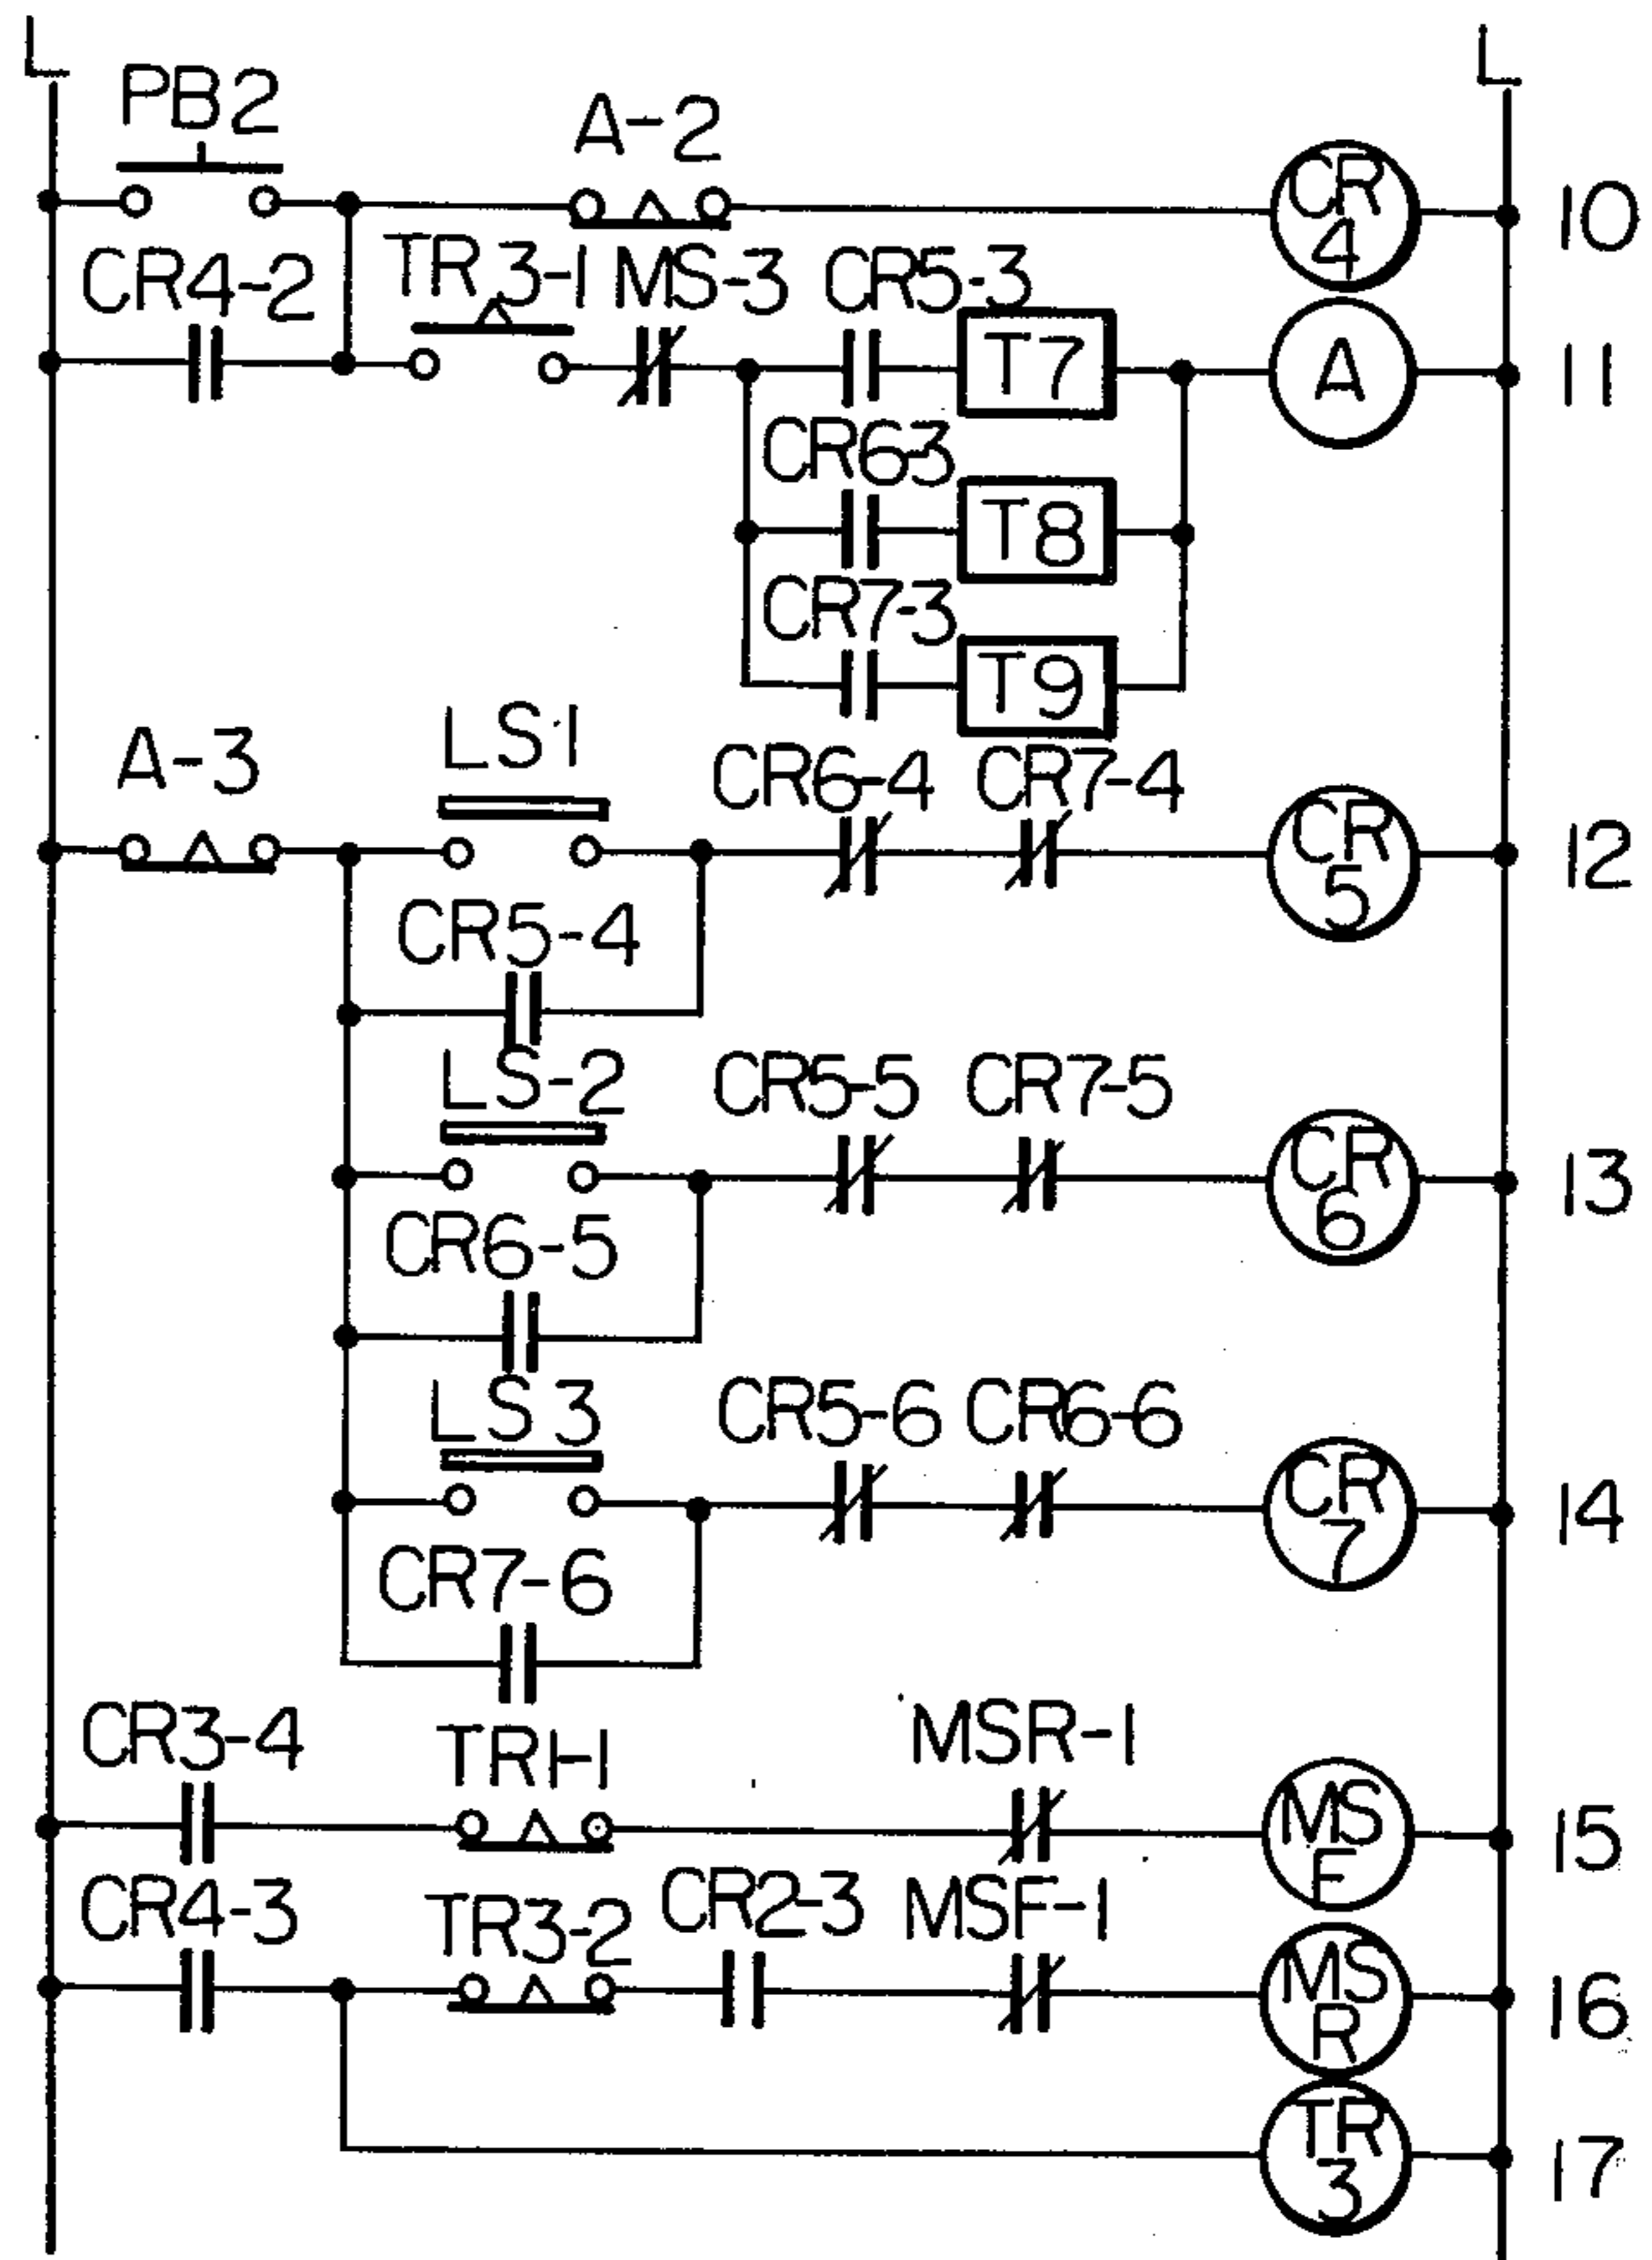 L L
PB2 A-2 CR 4 10
CR4-2 TR3-1 MS-3 CR5-3 T7 A 11
CR63 T8
CR7-3 T9
A-3 LS1 CR6-4 CR7-4 CR 5 12
CR5-4
LS-2 CR5-5 CR7-5 CR 6 13
CR6-5
LS3 CR5-6 CR6-6 CR 7 14
CR7-6
CR3-4 TR1-1 MSR-1 MS F 15
CR4-3 TR3-2 CR2-3 MSF-1 MS R 16
TR 3 17